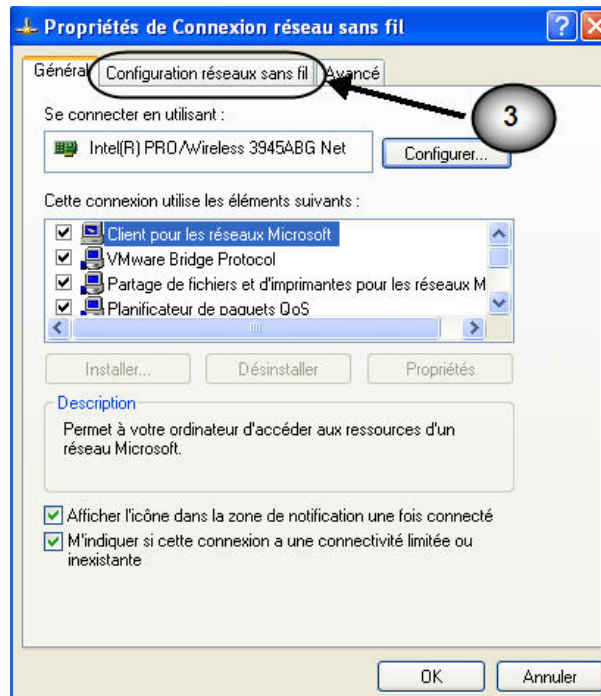 Propriétés de Connexion réseau sans fil
Général Configuration réseaux sans fil Avancé
3
Se connecter en utilisant :
Intel(R) PRO/Wireless 3945ABG Net
Configurer...
Cette connexion utilise les éléments suivants :
Client pour les réseaux Microsoft
VMware Bridge Protocol
Partage de fichiers et d'imprimantes pour les réseaux M
Planificateur de paquets QoS
Installer... Désinstaller Propriétés
Description
Permet à votre ordinateur d'accéder aux ressources d'un
réseau Microsoft.
Afficher l'icône dans la zone de notification une fois connecté
M'indiquer si cette connexion a une connectivité limitée ou
inexistante
OK Annuler